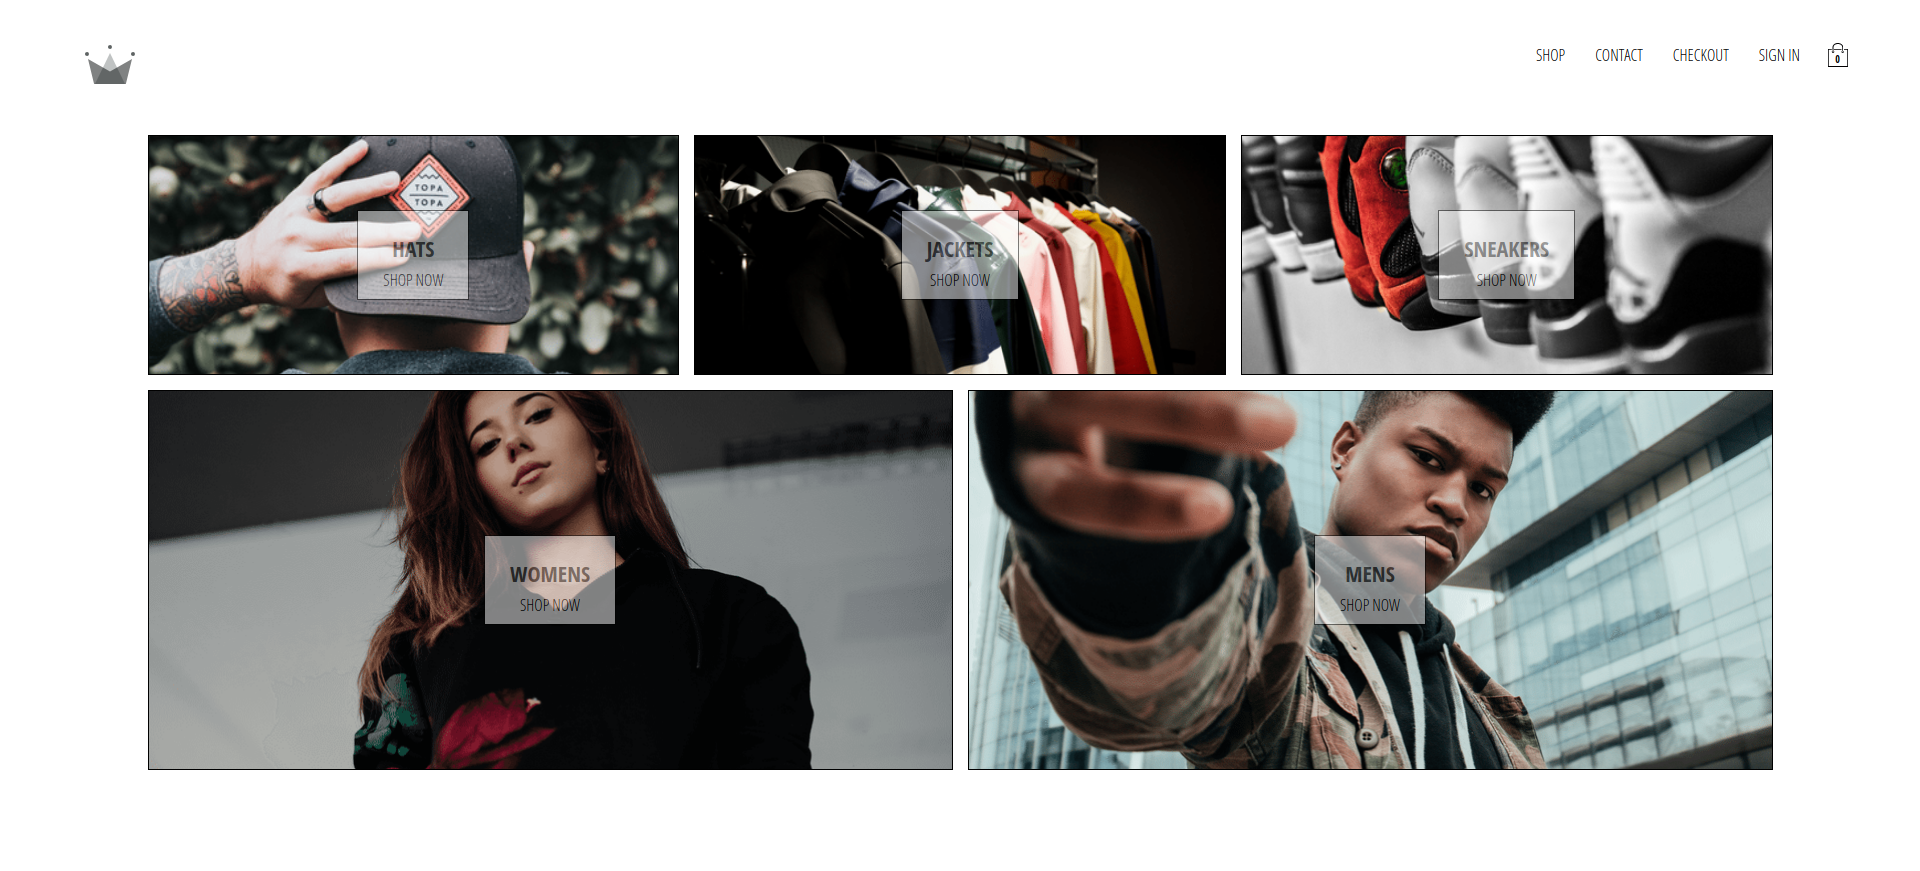 SHOP
CONTACT
CHECKOUT
SIGN IN
0
TOPA
TOPA
HATS
SHOP NOW
JACKETS
SHOP NOW
SNEAKERS
SHOP NOW
WOMENS
SHOP NOW
MENS
SHOP NOW